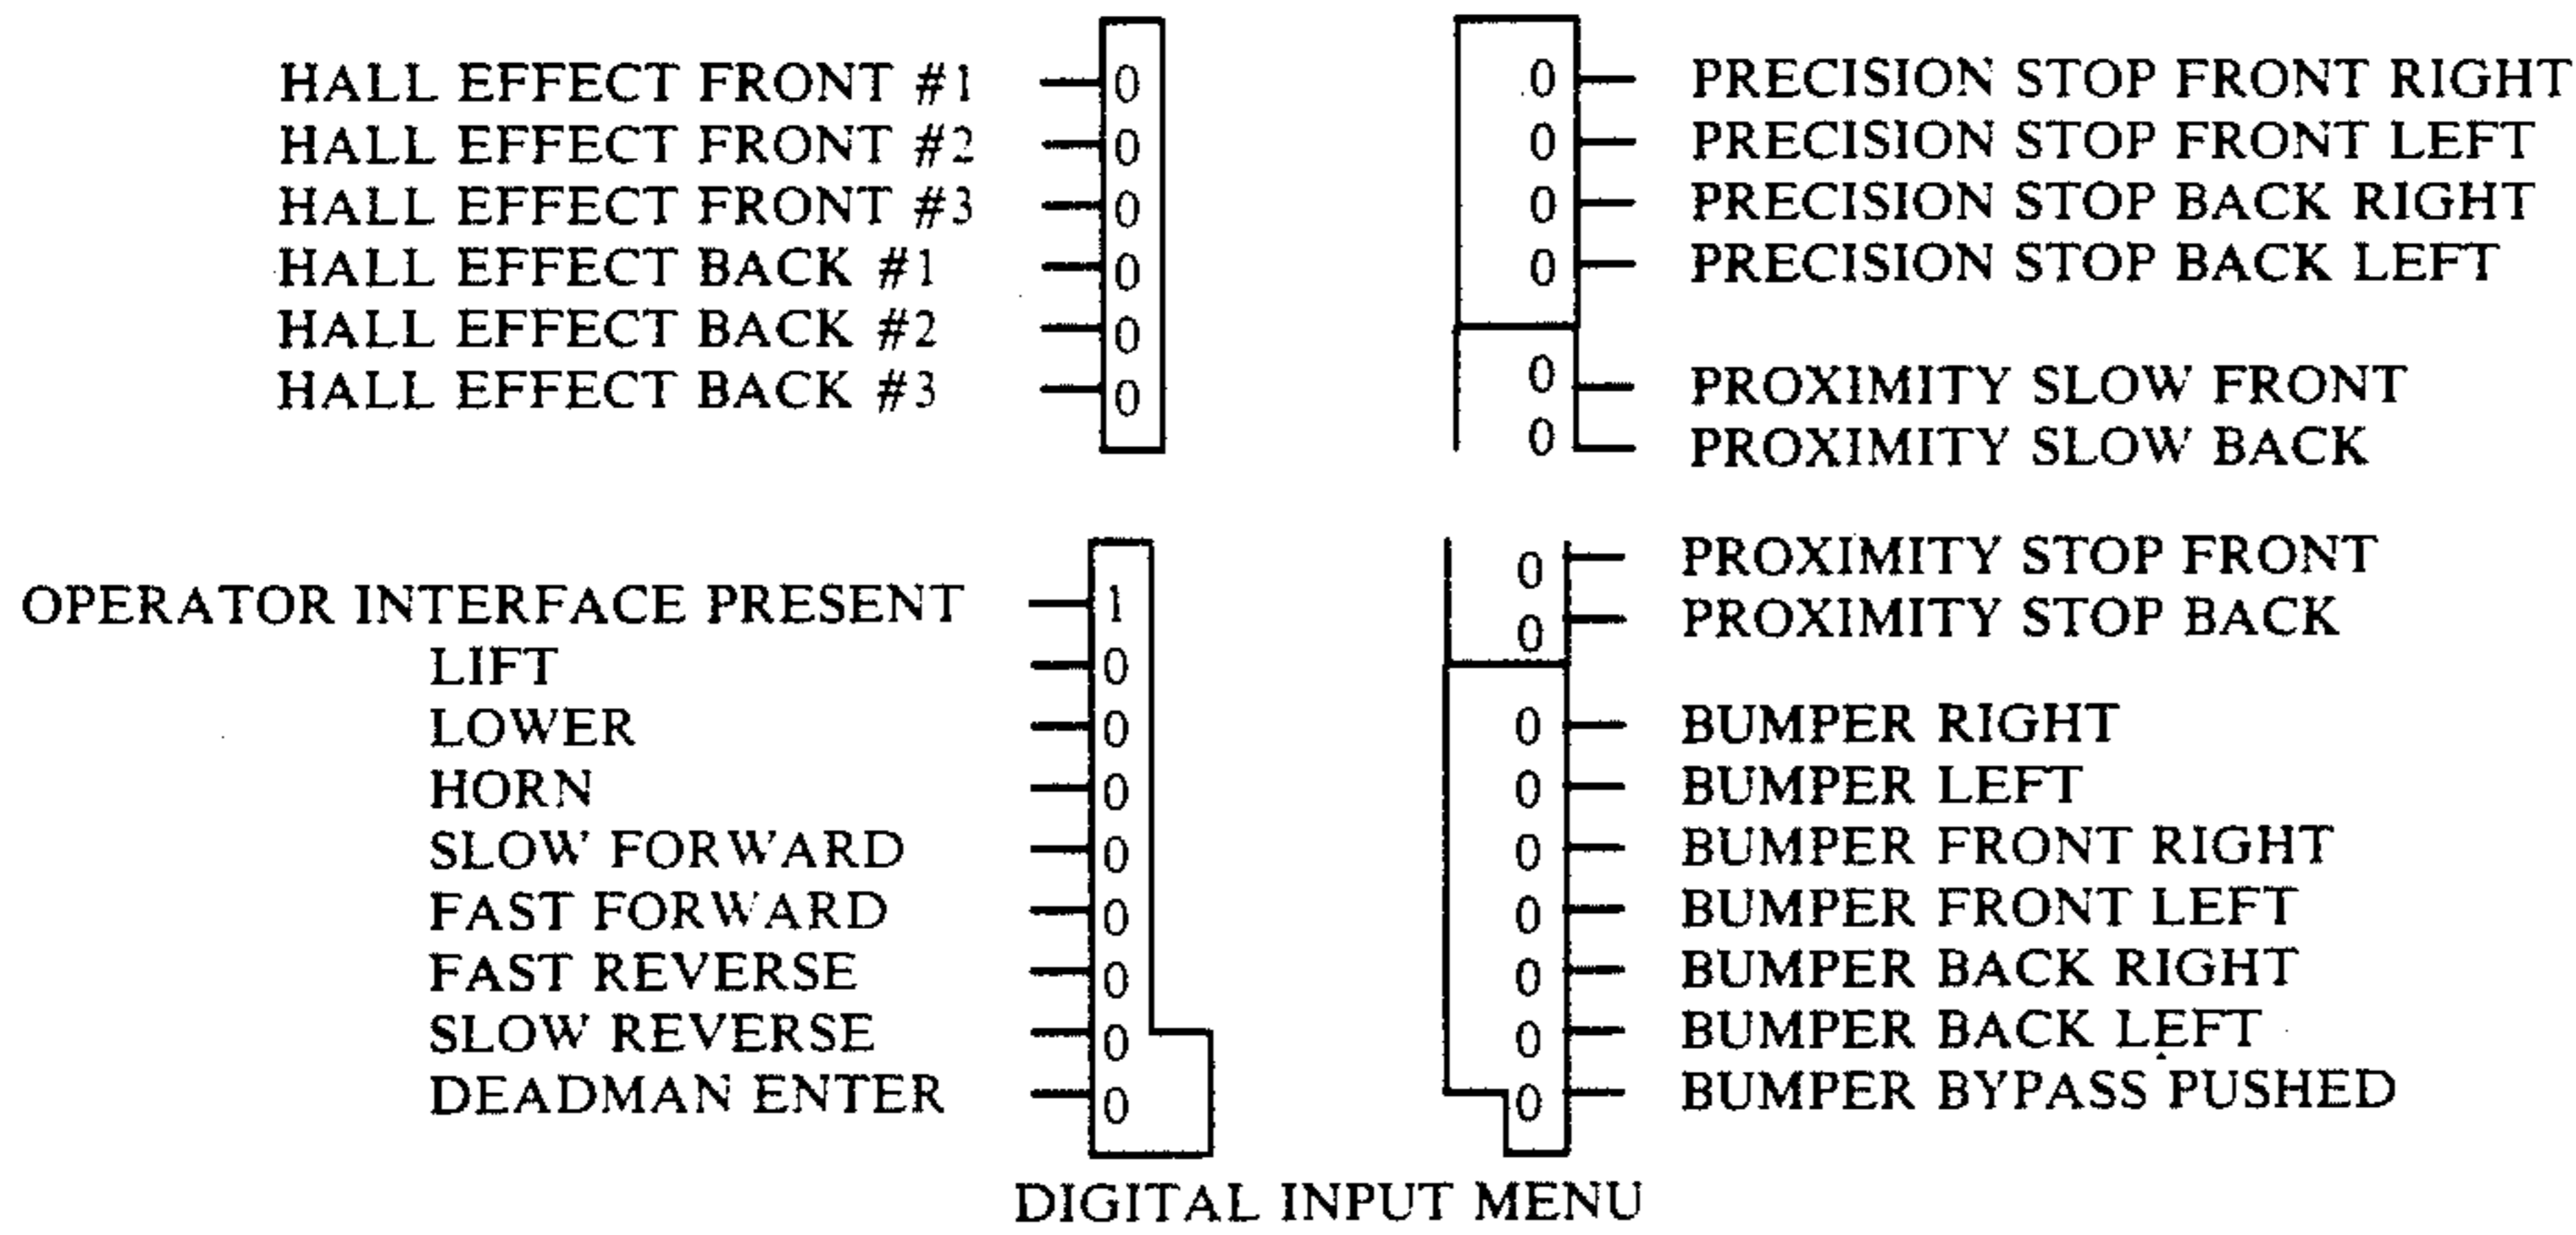 HALL EFFECT FRONT #1 0
HALL EFFECT FRONT #2 0
HALL EFFECT FRONT #3 0
HALL EFFECT BACK #1 0
HALL EFFECT BACK #2 0
HALL EFFECT BACK #3 0
0 PRECISION STOP FRONT RIGHT
0 PRECISION STOP FRONT LEFT
0 PRECISION STOP BACK RIGHT
0 PRECISION STOP BACK LEFT
0 PROXIMITY SLOW FRONT
0 PROXIMITY SLOW BACK
OPERATOR INTERFACE PRESENT 1
LIFT 0
LOWER 0
HORN 0
SLOW FORWARD 0
FAST FORWARD 0
FAST REVERSE 0
SLOW REVERSE 0
DEADMAN ENTER 0
0 PROXIMITY STOP FRONT
0 PROXIMITY STOP BACK
0 BUMPER RIGHT
0 BUMPER LEFT
0 BUMPER FRONT RIGHT
0 BUMPER FRONT LEFT
0 BUMPER BACK RIGHT
0 BUMPER BACK LEFT
0 BUMPER BYPASS PUSHED
DIGITAL INPUT MENU